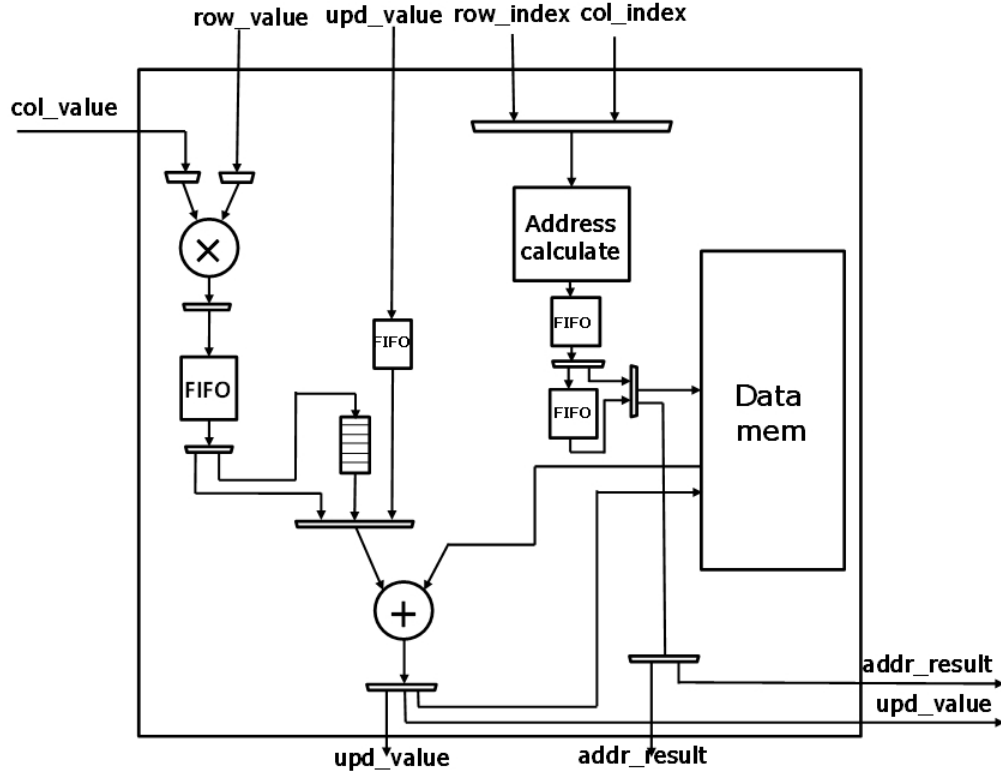 row_value
upd_value
row_index
col_index
col_value
×
Address
calculate
FIFO
FIFO
FIFO
FIFO
Data
mem
+
addr_result
upd_value
upd_value
addr_result